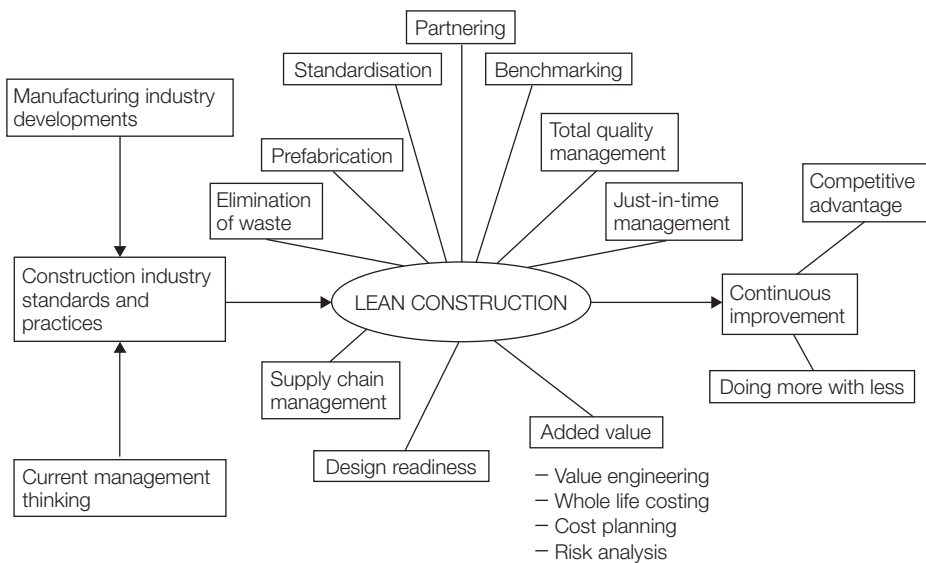 Partnering
Standardisation
Benchmarking
Manufacturing industry
developments
Total quality
management
Prefabrication
Competitive
advantage
Elimination
of waste
Just-in-time
management
Construction industry
standards and
practices
LEAN CONSTRUCTION
Continuous
improvement
Supply chain
management
Doing more with less
Added value
Design readiness
Current management
thinking
– Value engineering
– Whole life costing
– Cost planning
– Risk analysis